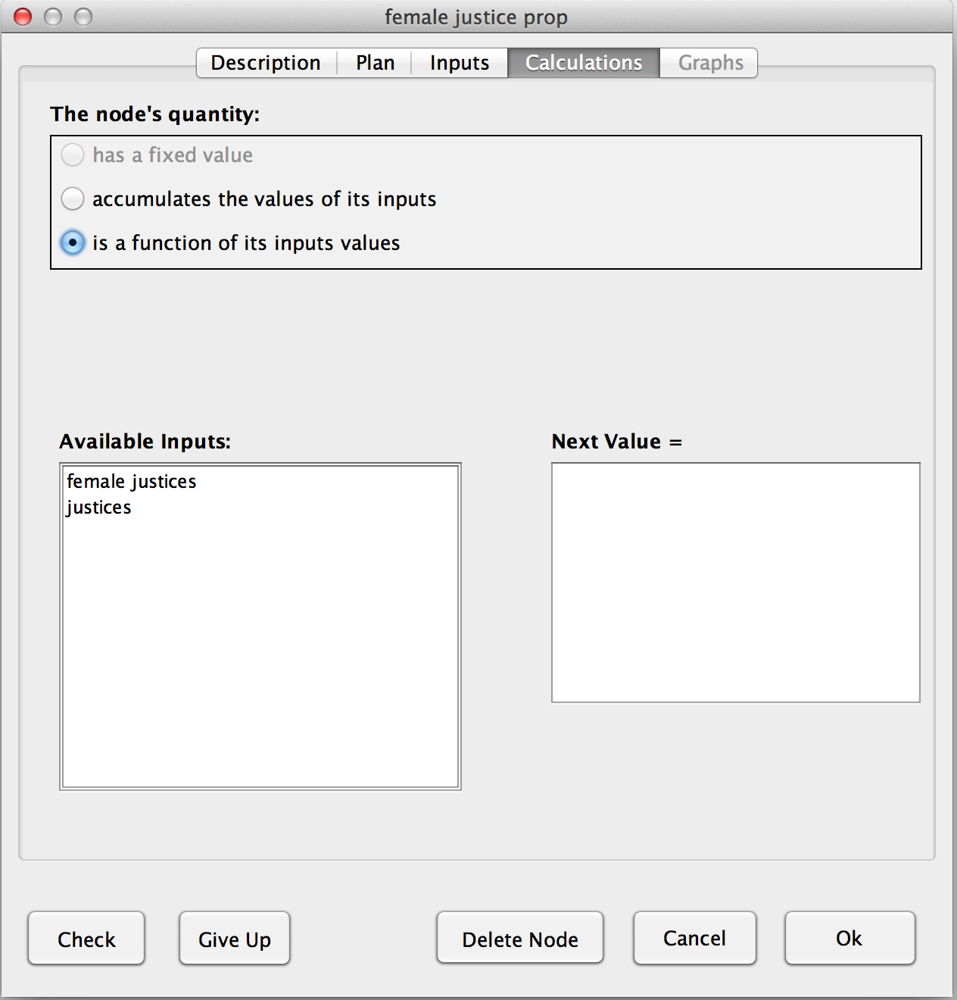 female justice prop
Description Plan Inputs Calculations Graphs
The node's quantity:
has a fixed value
accumulates the values of its inputs
is a function of its inputs values
Available Inputs:
female justices
justices
Next Value =
Check Give Up Delete Node Cancel Ok